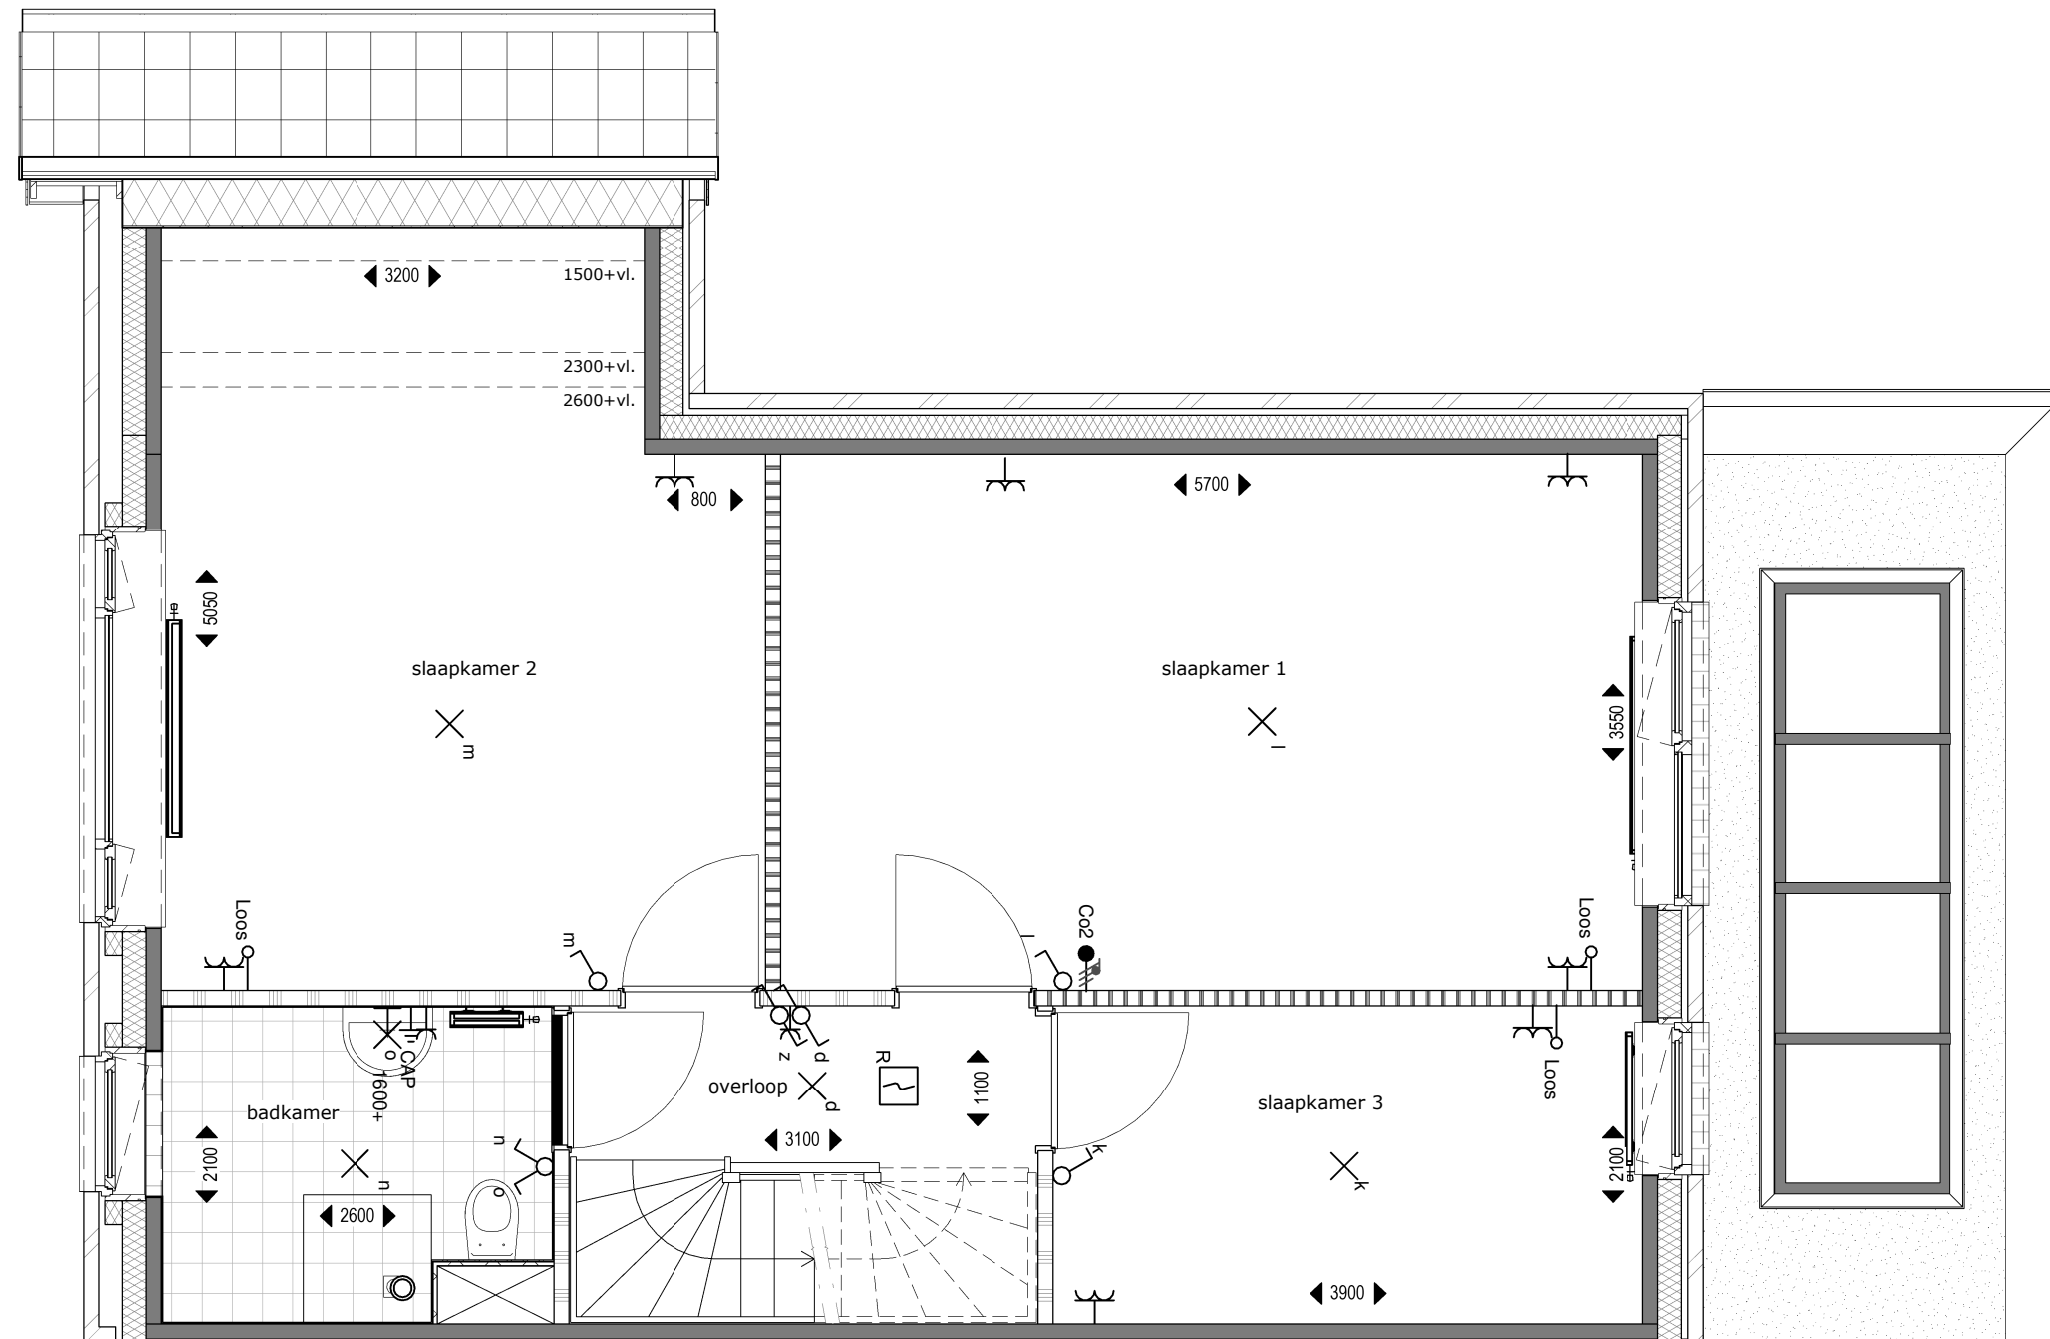 3200
1500+vl.
2300+vl.
2600+vl.
800
5700
5050
slaapkamer 2
m
slaapkamer 1
l
3550
Loos
m
l
Co2
Loos
o
CAP
1600+
badkamer
2100
n
n
o
2600
z
d
overloop
d
R
1100
3100
k
Loos
slaapkamer 3
k
2100
3900